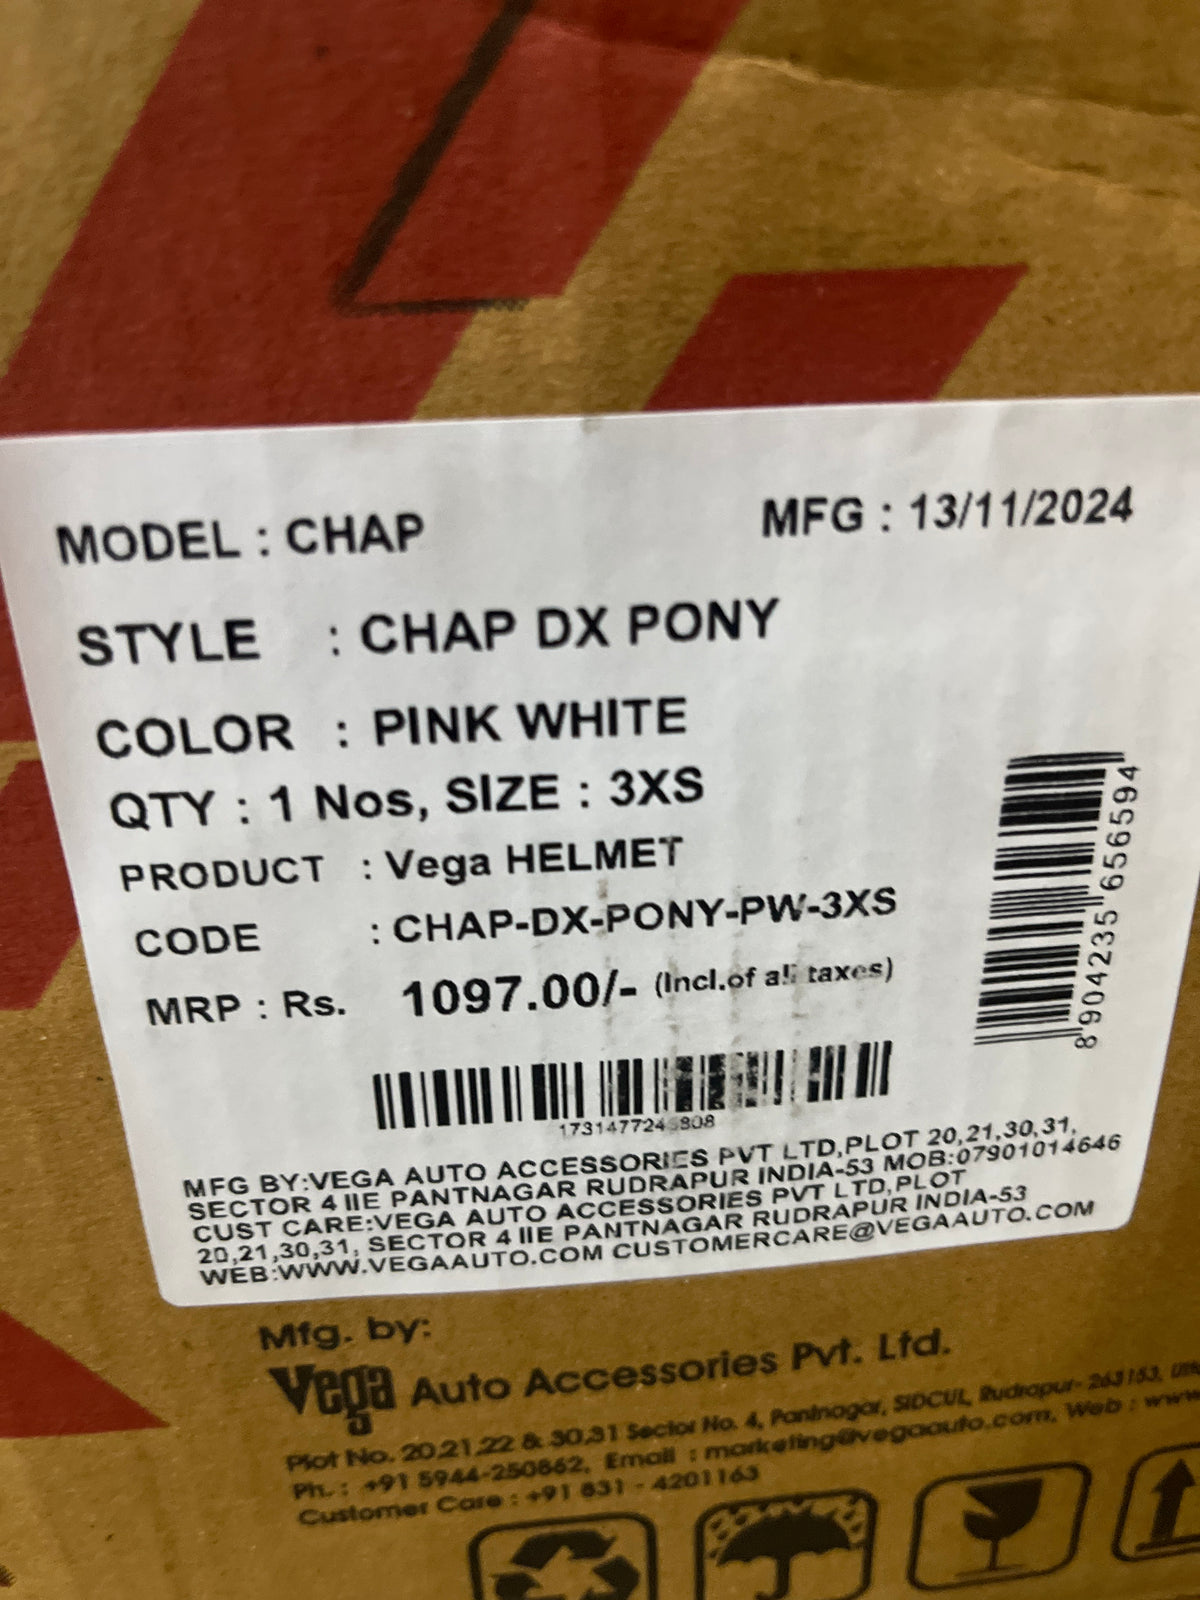 MODEL : CHAP
MFG : 13/11/2024
STYLE : CHAP DX PONY
COLOR : PINK WHITE
QTY : 1 Nos, SIZE : 3XS
PRODUCT : Vega HELMET
CODE : CHAP-DX-PONY-PW-3XS
MRP : Rs. 1097.00/- (Incl.of all taxes)
8 904235 656594
MFG BY:VEGA AUTO ACCESSORIES PVT LTD,PLOT 20,21,30,31,
SECTOR 4 IIE PANTNAGAR RUDRAPUR INDIA-53 MOB:07901014646
CUST CARE:VEGA AUTO ACCESSORIES PVT LTD,PLOT
20,21,30,31, SECTOR 4 IIE PANTNAGAR RUDRAPUR INDIA-53
WEB:WWW.VEGAAUTO.COM CUSTOMERCARE@VEGAAUTO.COM
Mfg. by:
Vega Auto Accessories Pvt. Ltd.
Plot No. 20,21,22 & 30,31 Sector No. 4, Pantnagar, SIDCUL, Rudrapur- 263153,
Ph.: +91 5944-250862, Email : marketing@vegaauto.com, Web : www
Customer Care : +91 831 - 4201163